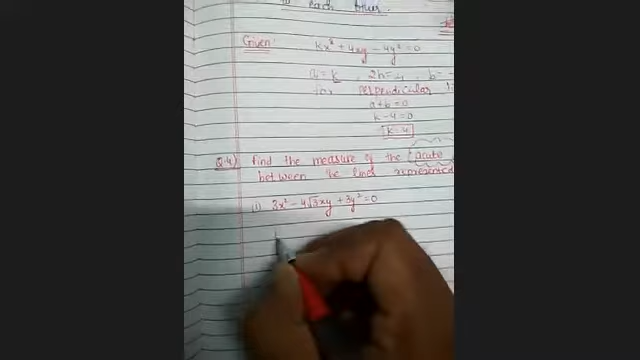 each other.
Given: kx² + 4xy - 4y² = 0
a = k, 2h = 4, b = -
for perpendicular
a + b = 0
k - 4 = 0
k = 4
Q.4) Find the measure of the (acute
between the lines represented
(i) 3x² - 4√3xy + 3y² = 0